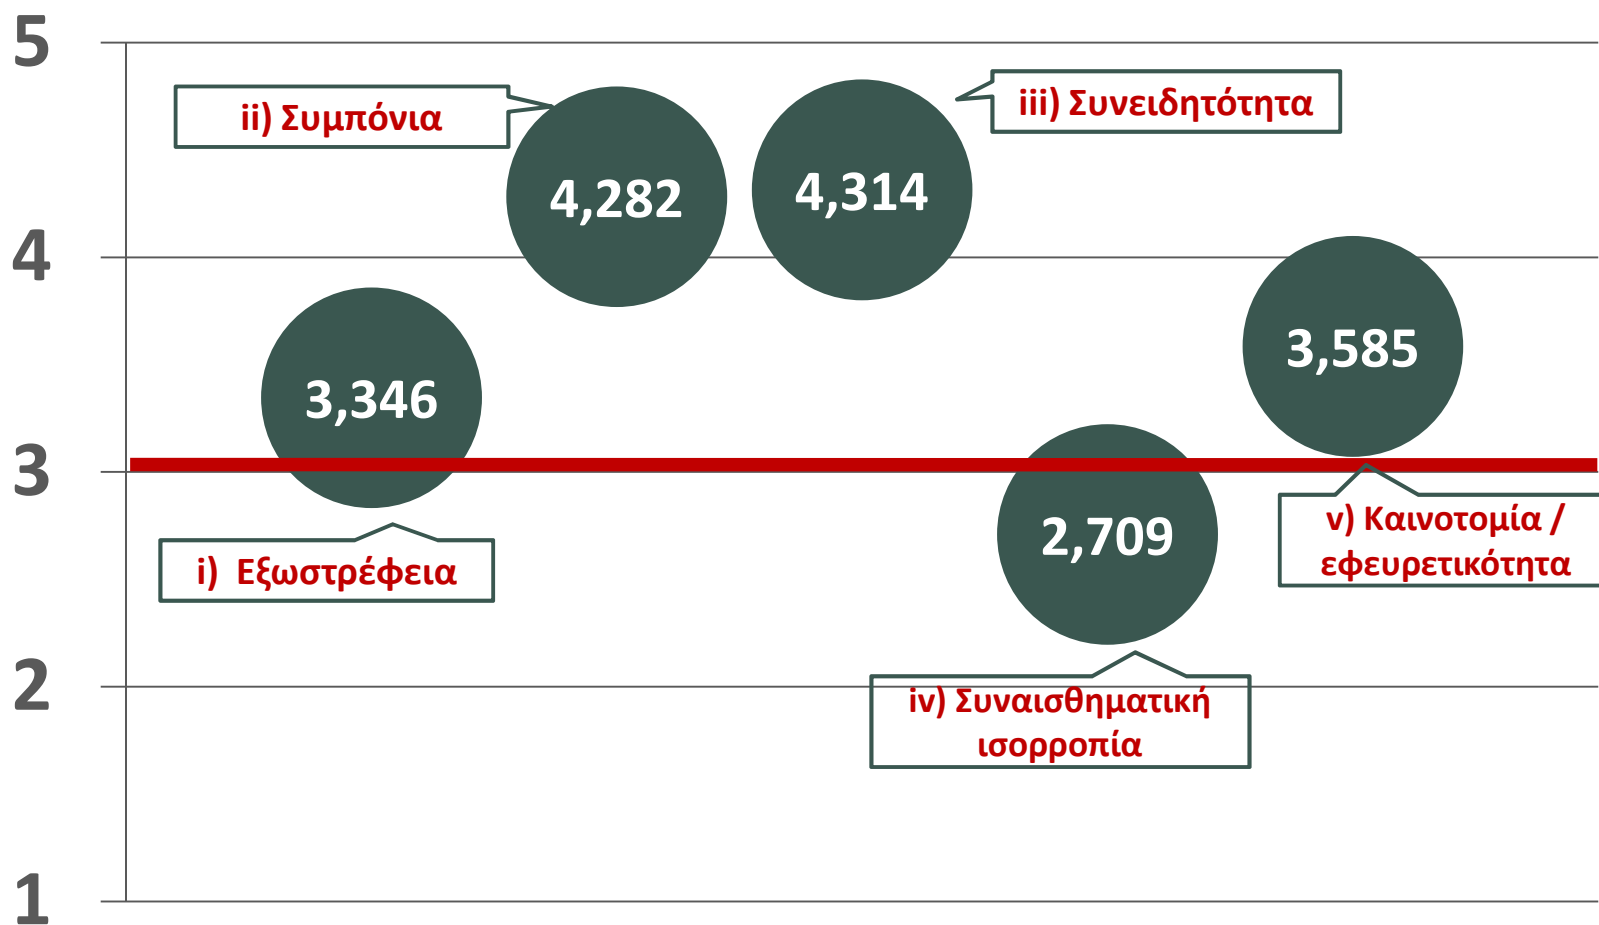 5
ii) Συμπόνια
iii) Συνειδητότητα
4,282
4,314
4
3,585
3,346
3
v) Καινοτομία /
εφευρετικότητα
2,709
i) Εξωστρέφεια
2
iv) Συναισθηματική
ισορροπία
1